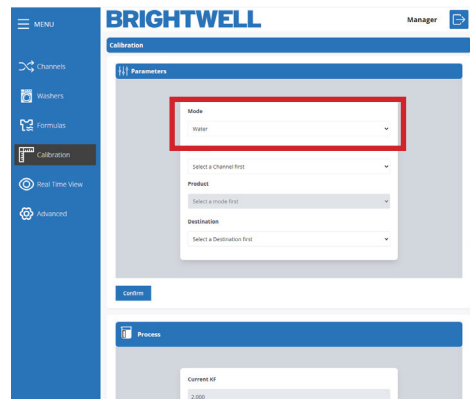 MENU
BRIGHTWELL
Manager
Calibration
Channels
Washers
Formulas
Calibration
Real Time View
Advanced
Parameters
Mode
Water
Select a Channel first
Product
Select a mode first
Destination
Select a Destination first
Confirm
Process
Current KF
2.000